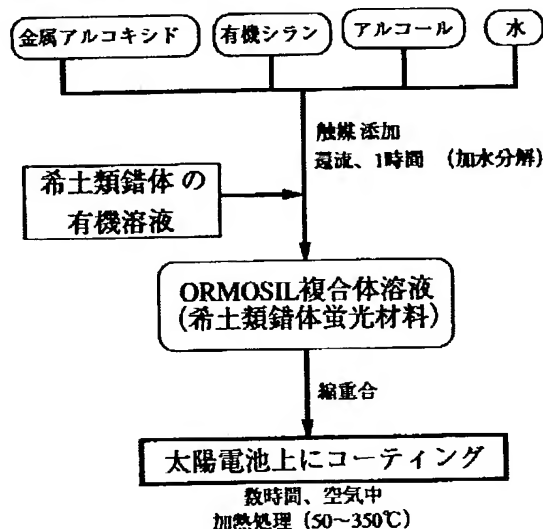 金属アルコキシド 有機シラン アルコール 水
触媒添加
還流、1時間 (加水分解)
希土類錯体の
有機溶液
ORMOSIL複合体溶液
(希土類錯体蛍光材料)
縮重合
太陽電池上にコーティング
数時間、空気中
加熱処理 (50〜350℃)